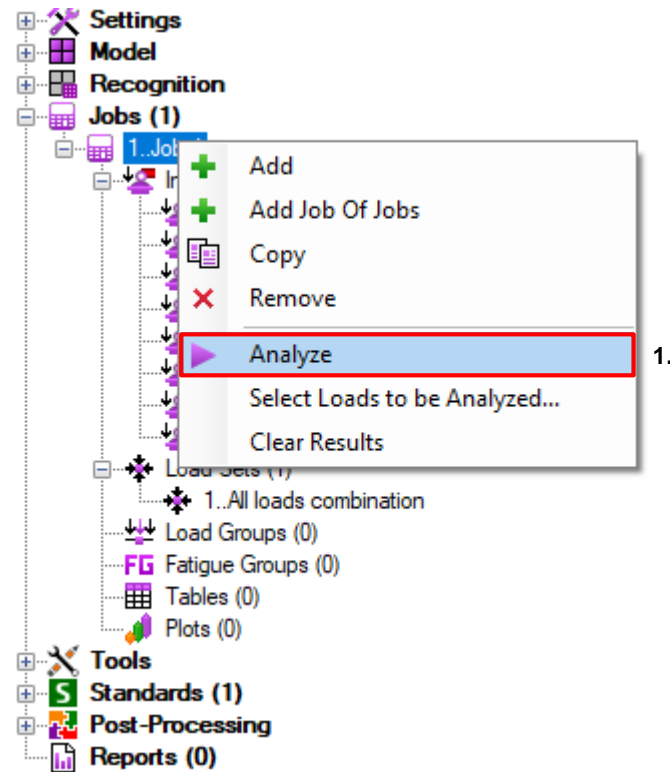 Settings
Model
Recognition
Jobs (1)
1..Job
Add
Add Job Of Jobs
Copy
Remove
Analyze
1.
Select Loads to be Analyzed...
Clear Results
Load Sets (1)
1..All loads combination
Load Groups (0)
FG Fatigue Groups (0)
Tables (0)
Plots (0)
Tools
S Standards (1)
Post-Processing
Reports (0)